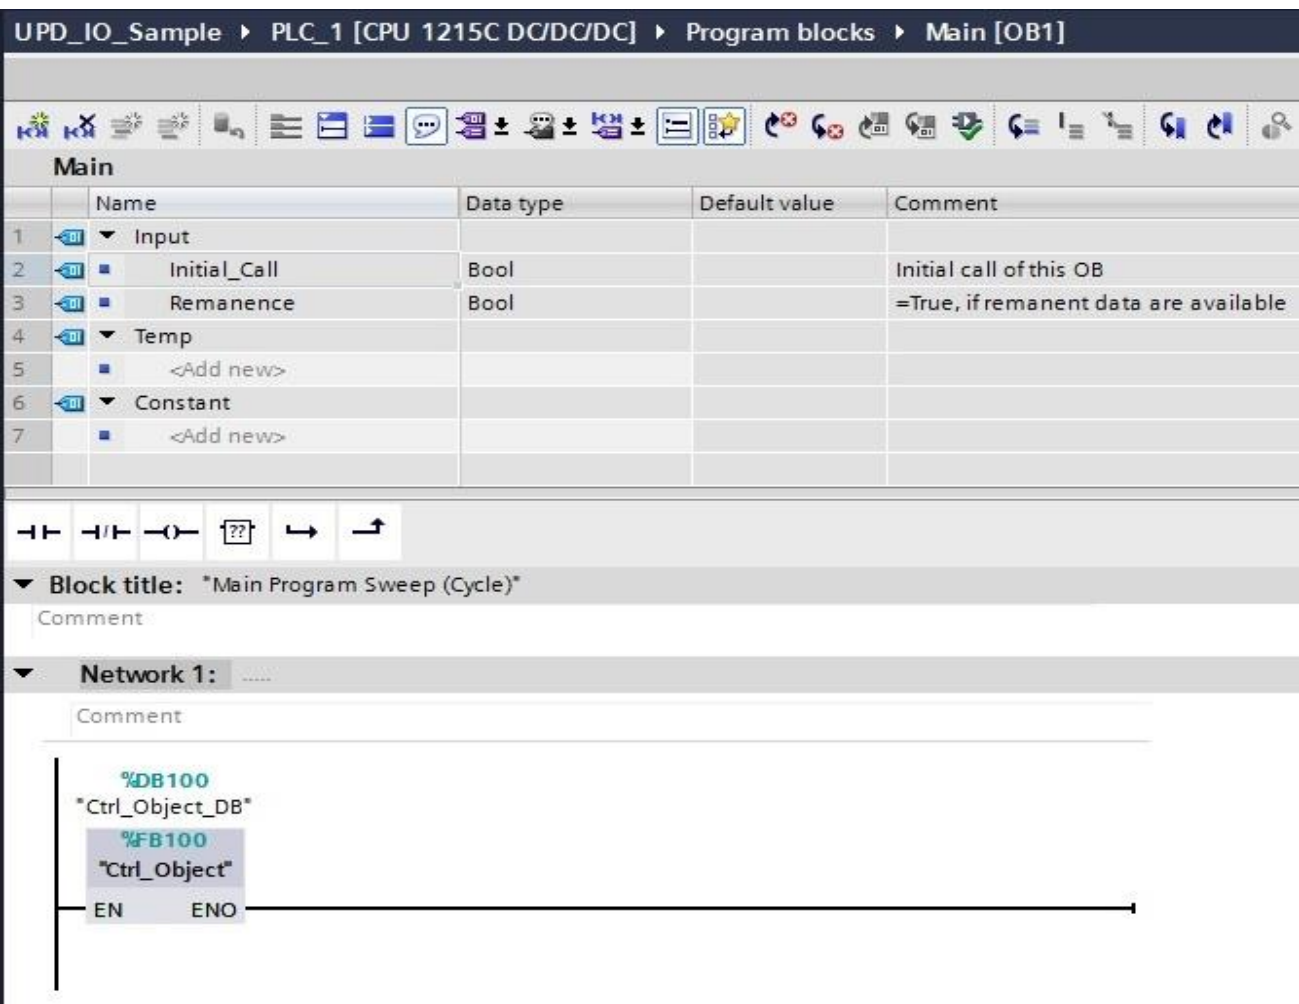 UPD_IO_Sample ▸ PLC_1 [CPU 1215C DC/DC/DC] ▸ Program blocks ▸ Main [OB1]
Main
Name Data type Default value Comment
1 Input
2 Initial_Call Bool Initial call of this OB
3 Remanence Bool =True, if remanent data are available
4 Temp
5 <Add new>
6 Constant
7 <Add new>
??
Block title: "Main Program Sweep (Cycle)"
Comment
Network 1: .....
Comment
%DB100
"Ctrl_Object_DB"
%FB100
"Ctrl_Object"
EN ENO